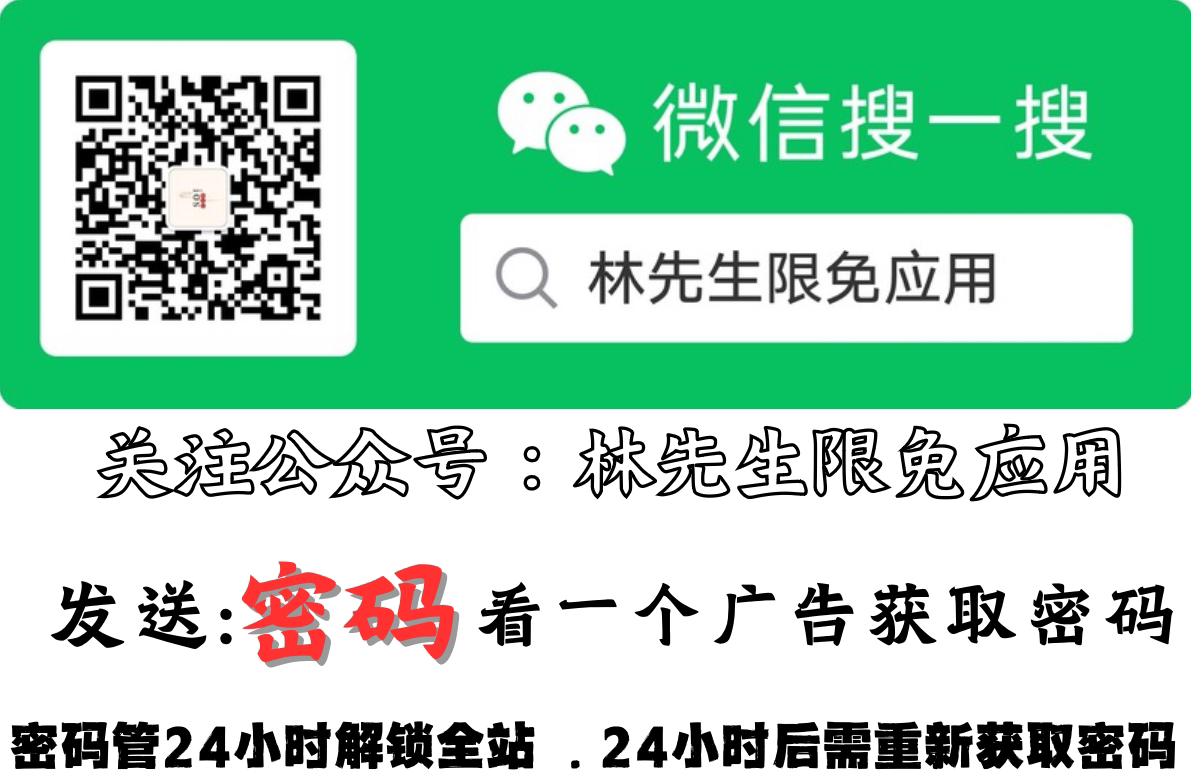 微信搜一搜
林先生限免应用
关注公众号：林先生限免应用
发送:密码看一个广告获取密码
密码管24小时解锁全站 . 24小时后需重新获取密码